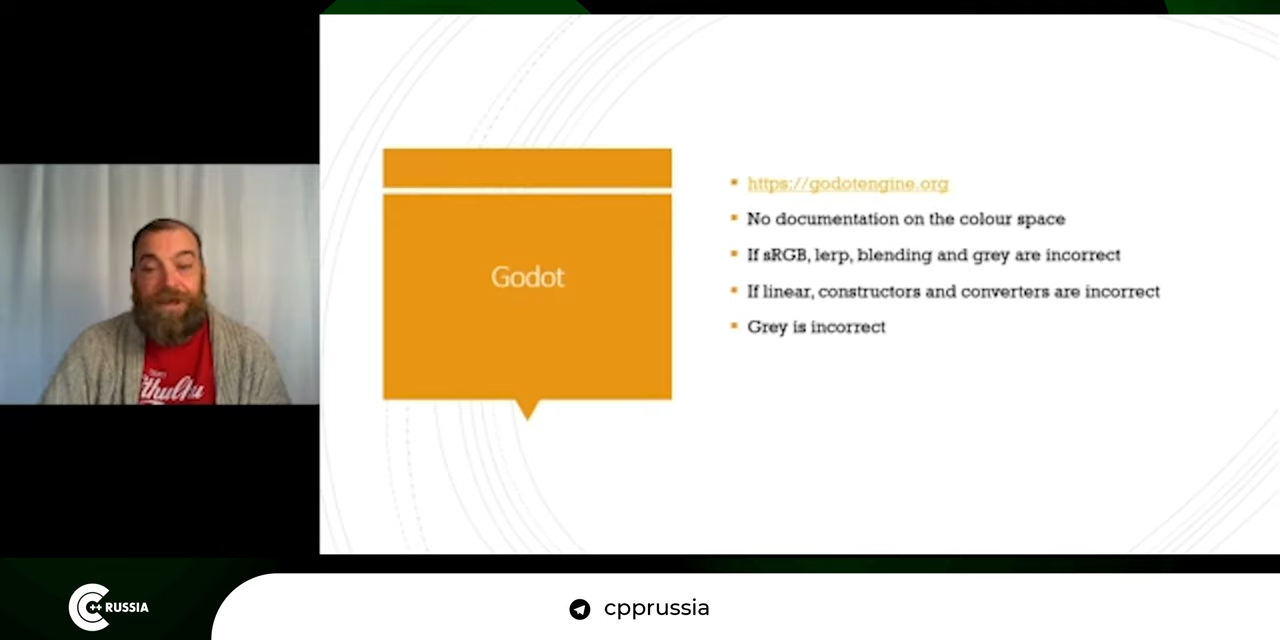 https://godotengine.org
No documentation on the colour space
If sRGB, lerp, blending and grey are incorrect
If linear, constructors and converters are incorrect
Grey is incorrect
Godot
C++ RUSSIA
cpprussia